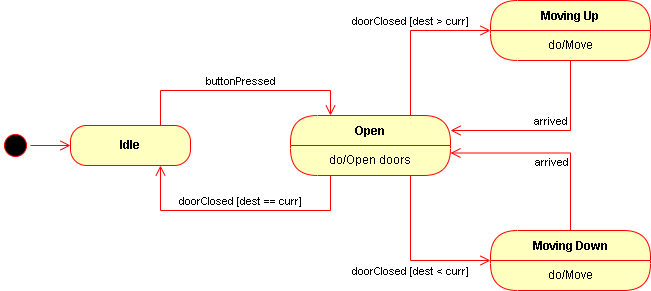 doorClosed [dest > curr]
Moving Up
do/Move
buttonPressed
arrived
Idle
Open
do/Open doors
arrived
doorClosed [dest == curr]
Moving Down
doorClosed [dest < curr]
do/Move